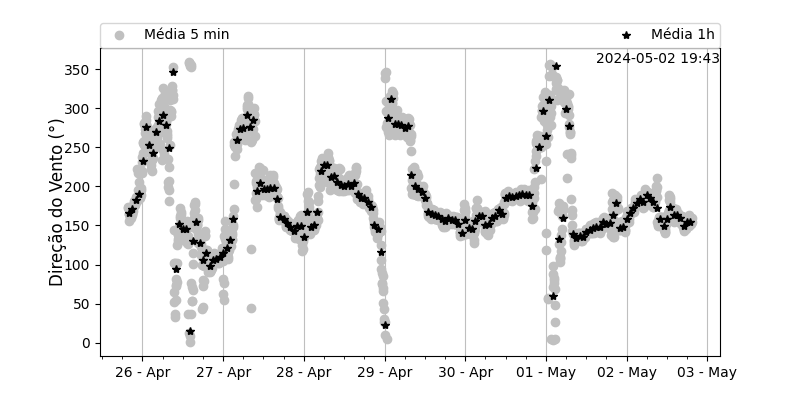 Média 5 min
Média 1h
2024-05-02 19:43
Direção do Vento (°)
350
300
250
200
150
100
50
0
26 - Apr
27 - Apr
28 - Apr
29 - Apr
30 - Apr
01 - May
02 - May
03 - May